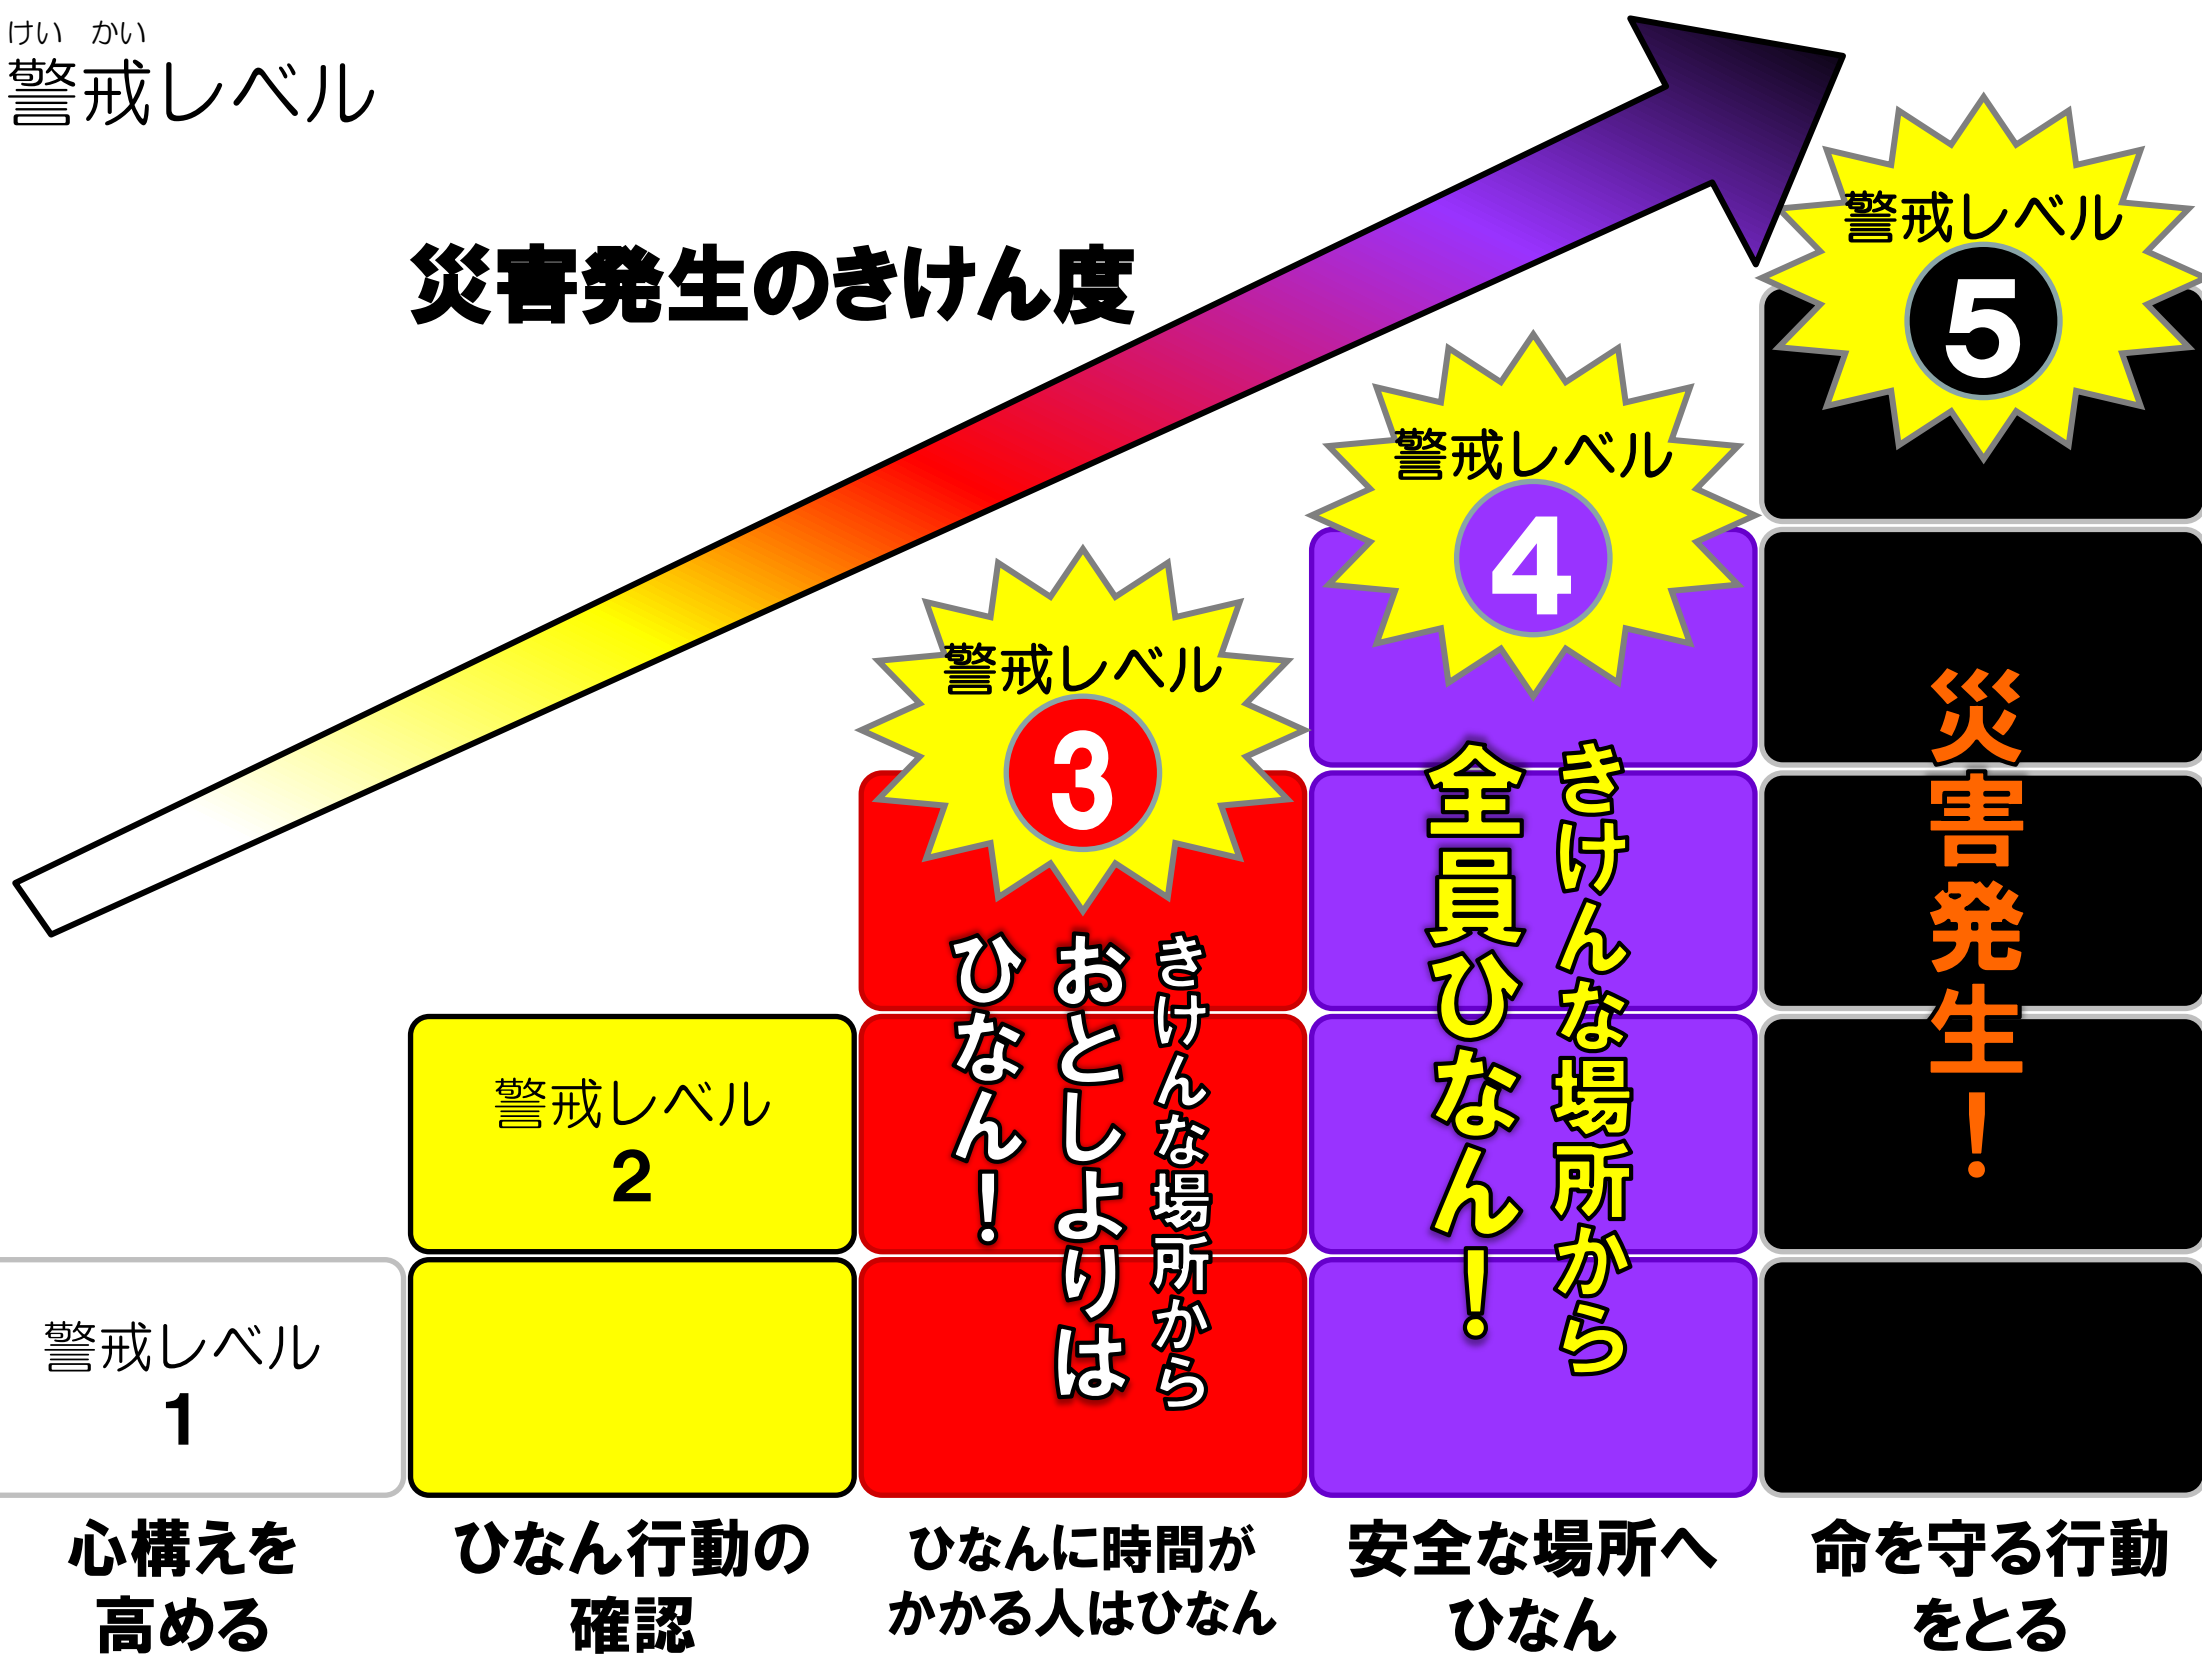 けい かい
警戒レベル
災害発生のきけん度
警戒レベル
5
警戒レベル
4
警戒レベル
3
警戒レベル
2
警戒レベル
1
きけんな場所から
おとしよりは
ひなん！
きけんな場所から
全員ひなん！
災害発生！
心構えを
高める
ひなん行動の
確認
ひなんに時間が
かかる人はひなん
安全な場所へ
ひなん
命を守る行動
をとる